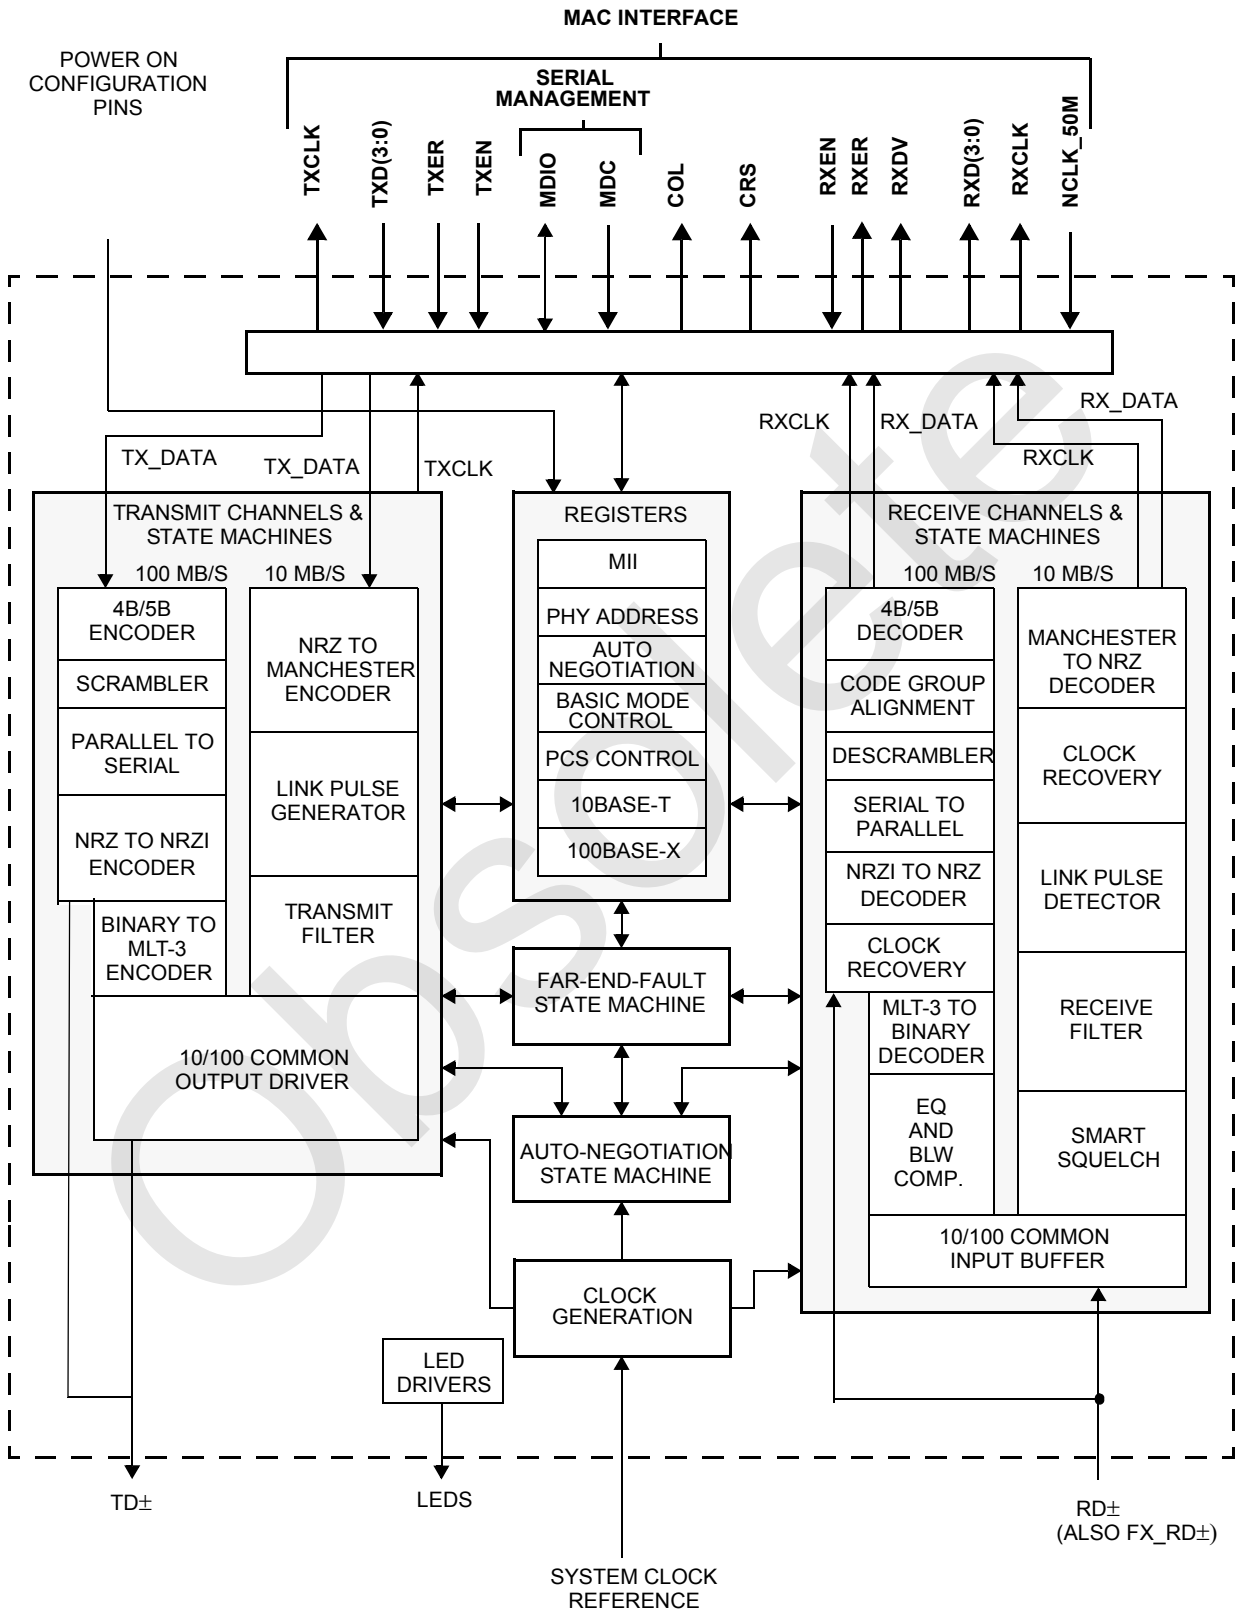 MAC INTERFACE
POWER ON
CONFIGURATION
PINS
SERIAL
MANAGEMENT
TXCLK
TXD(3:0)
TXER
TXEN
MDIO
MDC
COL
CRS
RXEN
RXER
RXDV
RXD(3:0)
RXCLK
NCLK_50M
TX_DATA
TX_DATA
TXCLK
RXCLK
RX_DATA
RXCLK
RX_DATA
TRANSMIT CHANNELS &
STATE MACHINES
100 MB/S
10 MB/S
4B/5B
ENCODER
SCRAMBLER
PARALLEL TO
SERIAL
NRZ TO NRZI
ENCODER
BINARY TO
MLT-3
ENCODER
NRZ TO
MANCHESTER
ENCODER
LINK PULSE
GENERATOR
TRANSMIT
FILTER
10/100 COMMON
OUTPUT DRIVER
REGISTERS
MII
PHY ADDRESS
AUTO
NEGOTIATION
BASIC MODE
CONTROL
PCS CONTROL
10BASE-T
100BASE-X
FAR-END-FAULT
STATE MACHINE
AUTO-NEGOTIATION
STATE MACHINE
CLOCK
GENERATION
LED
DRIVERS
RECEIVE CHANNELS &
STATE MACHINES
100 MB/S
10 MB/S
4B/5B
DECODER
CODE GROUP
ALIGNMENT
DESCRAMBLER
SERIAL TO
PARALLEL
NRZI TO NRZ
DECODER
CLOCK
RECOVERY
MLT-3 TO
BINARY
DECODER
EQ
AND
BLW
COMP.
MANCHESTER
TO NRZ
DECODER
CLOCK
RECOVERY
LINK PULSE
DETECTOR
RECEIVE
FILTER
SMART
SQUELCH
10/100 COMMON
INPUT BUFFER
TD±
LEDS
RD±
(ALSO FX_RD±)
SYSTEM CLOCK
REFERENCE
Obsolete